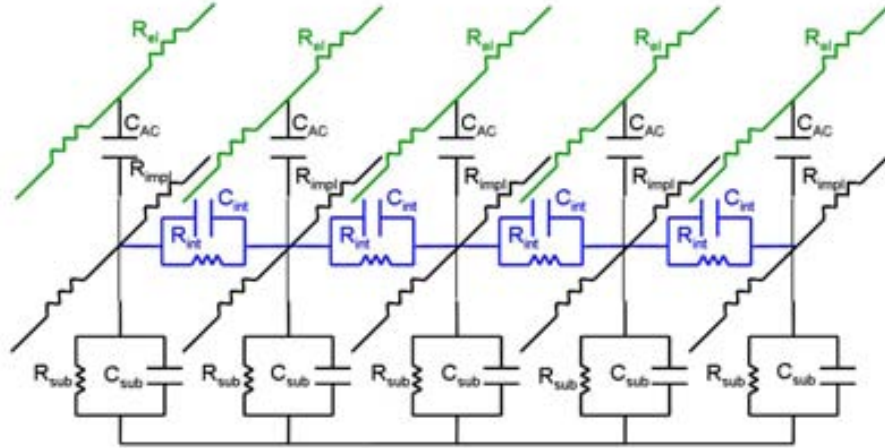 R_el R_el R_el R_el R_el
C_AC C_AC C_AC C_AC C_AC
R_impl R_impl R_impl R_impl R_impl
C_int C_int C_int C_int
R_int R_int R_int R_int
R_sub C_sub R_sub C_sub R_sub C_sub R_sub C_sub R_sub C_sub